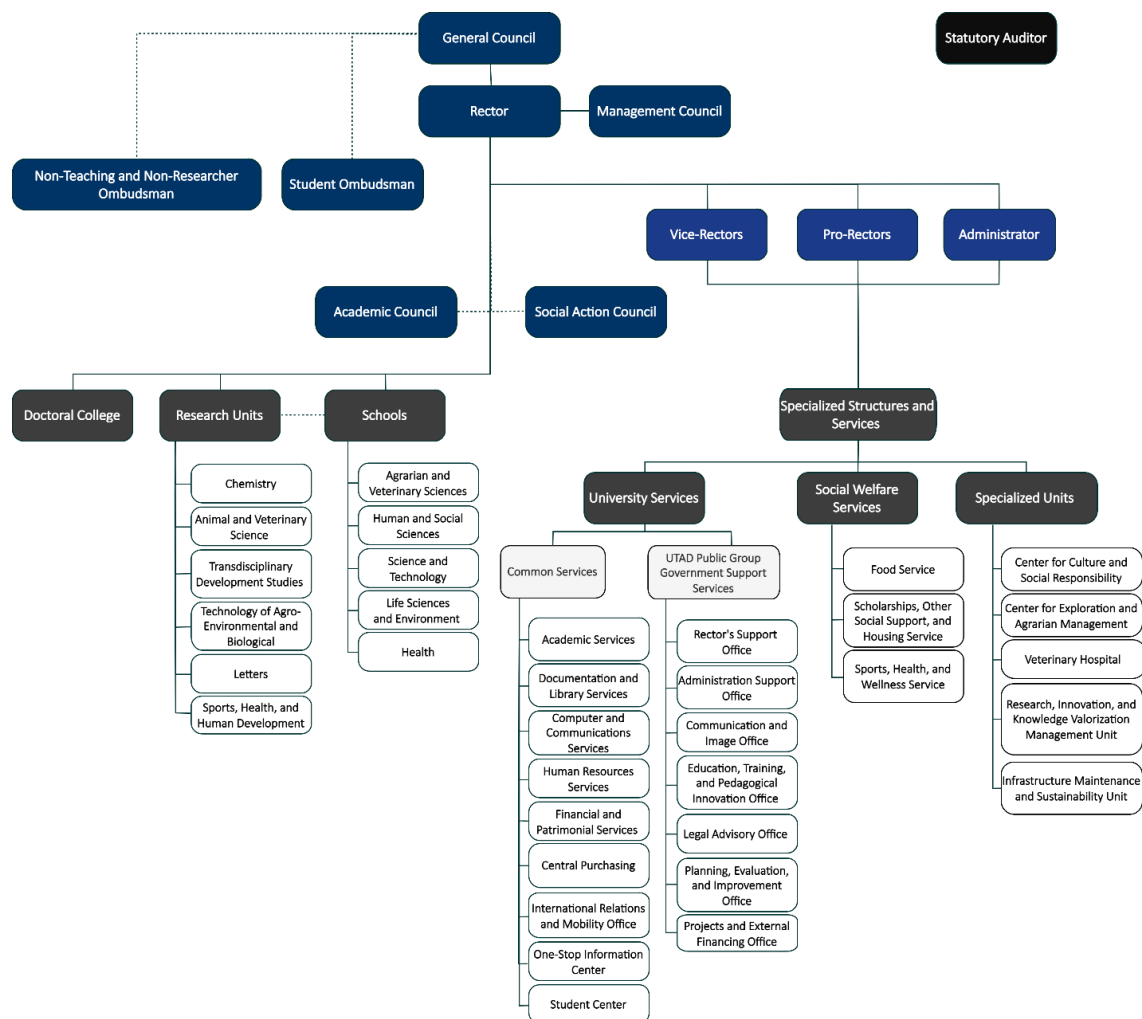 General Council
Statutory Auditor
Rector
Management Council
Non-Teaching and Non-Researcher
Ombudsman
Student Ombudsman
Vice-Rectors
Pro-Rectors
Administrator
Academic Council
Social Action Council
Doctoral College
Research Units
Schools
Specialized Structures and
Services
Chemistry
Animal and Veterinary
Science
Transdisciplinary
Development Studies
Technology of Agro-
Environmental and
Biological
Letters
Sports, Health, and
Human Development
Agrarian and
Veterinary Sciences
Human and Social
Sciences
Science and
Technology
Life Sciences
and Environment
Health
University Services
Social Welfare
Services
Specialized Units
Common Services
UTAD Public Group
Government Support
Services
Academic Services
Documentation and
Library Services
Computer and
Communications
Services
Human Resources
Services
Financial and
Patrimonial Services
Central Purchasing
International Relations
and Mobility Office
One-Stop Information
Center
Student Center
Rector's Support
Office
Administration Support
Office
Communication and
Image Office
Education, Training,
and Pedagogical
Innovation Office
Legal Advisory Office
Planning, Evaluation,
and Improvement
Office
Projects and External
Financing Office
Food Service
Scholarships, Other
Social Support, and
Housing Service
Sports, Health, and
Wellness Service
Center for Culture and
Social Responsibility
Center for Exploration and
Agrarian Management
Veterinary Hospital
Research, Innovation, and
Knowledge Valorization
Management Unit
Infrastructure Maintenance
and Sustainability Unit